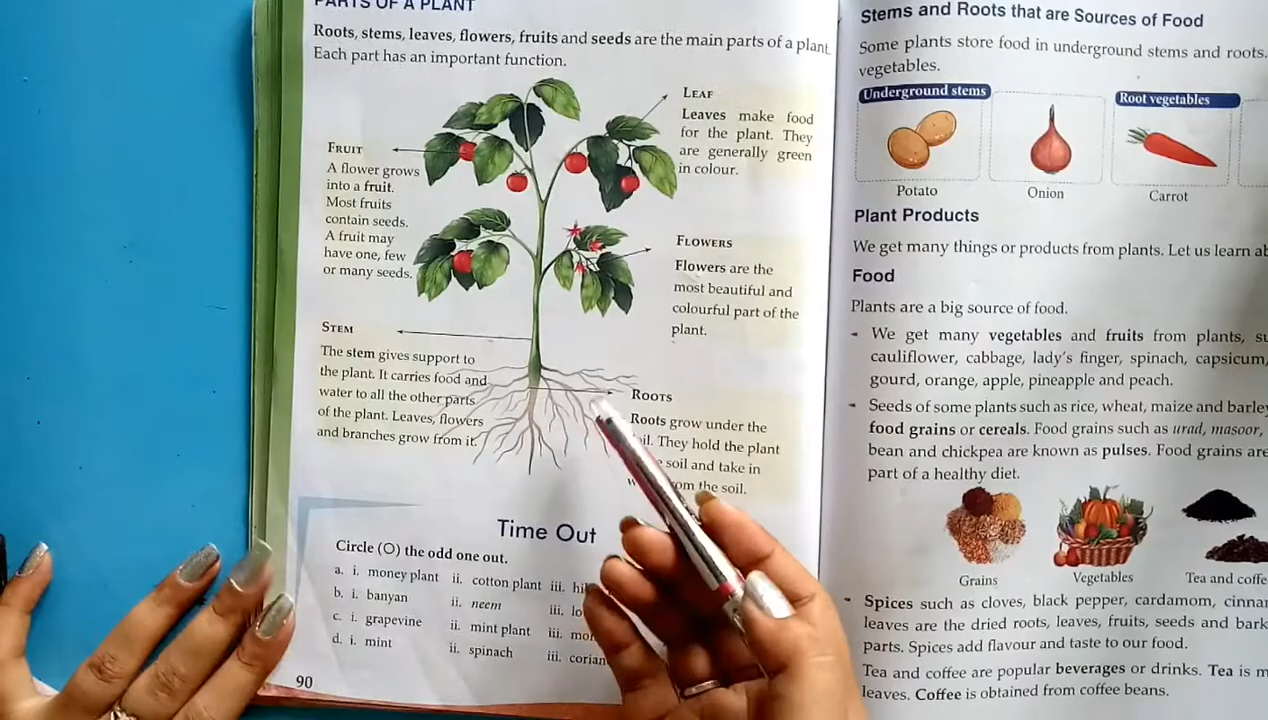 PARTS OF A PLANT
Roots, stems, leaves, flowers, fruits and seeds are the main parts of a plant.
Each part has an important function.
LEAF
Leaves make food
for the plant. They
are generally green
in colour.
FRUIT
A flower grows
into a fruit.
Most fruits
contain seeds.
A fruit may
have one, few
or many seeds.
FLOWERS
Flowers are the
most beautiful and
colourful part of the
plant.
STEM
The stem gives support to
the plant. It carries food and
water to all the other parts
of the plant. Leaves, flowers
and branches grow from it.
ROOTS
Roots grow under the
They hold the plant
soil and take in
the soil.
Time Out
Circle (O) the odd one out.
a. i. money plant ii. cotton plant iii.
b. i. banyan ii. neem iii.
c. i. grapevine ii. mint plant iii.
d. i. mint ii. spinach iii.
90
Stems and Roots that are Sources of Food
Some plants store food in underground stems and roots.
vegetables.
Underground stems
Root vegetables
Potato
Onion
Carrot
Plant Products
We get many things or products from plants. Let us learn
Food
Plants are a big source of food.
We get many vegetables and fruits from plants,
cauliflower, cabbage, lady's finger, spinach, capsicum,
gourd, orange, apple, pineapple and peach.
Seeds of some plants such as rice, wheat, maize and barley
food grains or cereals. Food grains such as urad, masoor,
bean and chickpea are known as pulses. Food grains are
part of a healthy diet.
Grains
Vegetables
Tea and
Spices such as cloves, black pepper, cardamom,
leaves are the dried roots, leaves, fruits, seeds and bark
parts. Spices add flavour and taste to our food.
Tea and coffee are popular beverages or drinks. Tea is
leaves. Coffee is obtained from coffee beans.